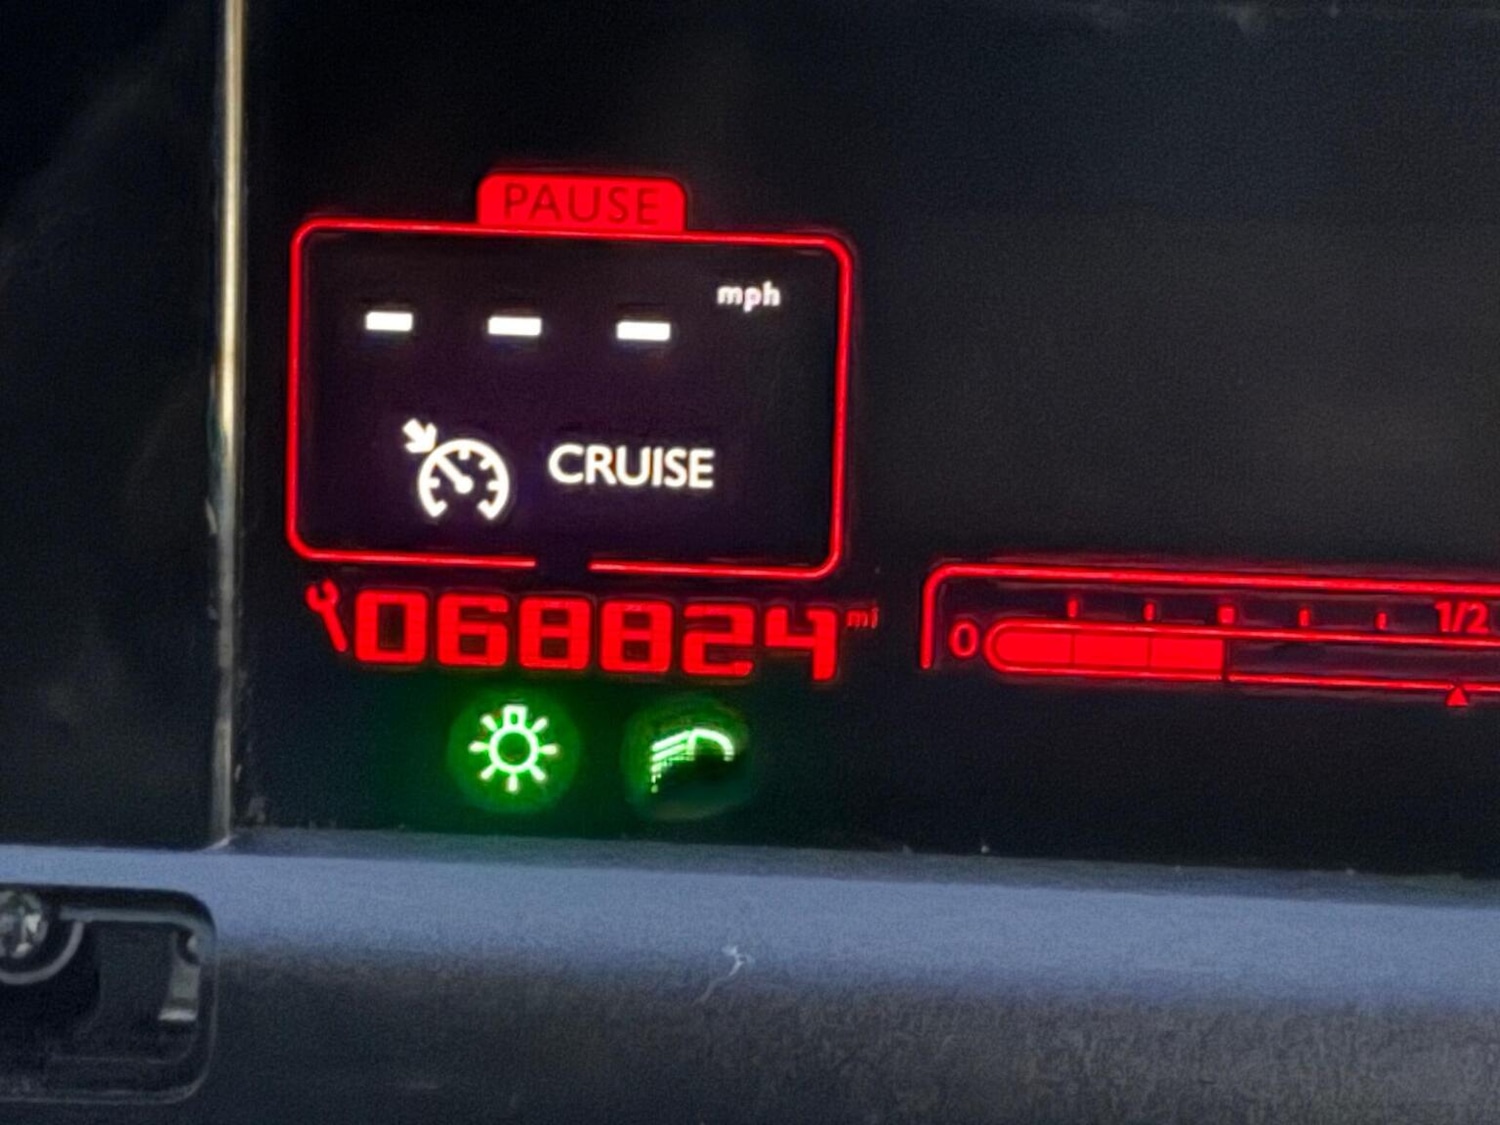 PAUSE
- - - mph
CRUISE
068824 mi
0 1/2